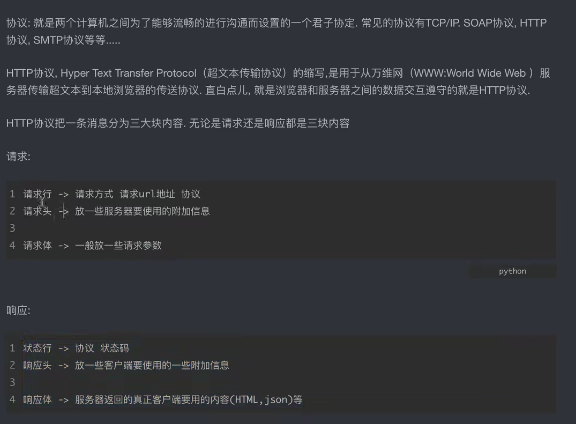 协议: 就是两个计算机之间为了能够流畅的进行沟通而设置的一个君子协定. 常见的协议有TCP/IP. SOAP协议, HTTP
协议, SMTP协议等等.....
HTTP协议, Hyper Text Transfer Protocol（超文本传输协议）的缩写,是用于从万维网（WWW:World Wide Web ）服
务器传输超文本到本地浏览器的传送协议. 直白点儿, 就是浏览器和服务器之间的数据交互遵守的就是HTTP协议.
HTTP协议把一条消息分为三大块内容. 无论是请求还是响应都是三块内容
请求:
1 请求行 -> 请求方式 请求url地址 协议
2 请求头 -> 放一些服务器要使用的附加信息
3
4 请求体 -> 一般放一些请求参数
python
响应:
1 状态行 -> 协议 状态码
2 响应头 -> 放一些客户端要使用的一些附加信息
3
4 响应体 -> 服务器返回的真正客户端要用的内容(HTML,json)等